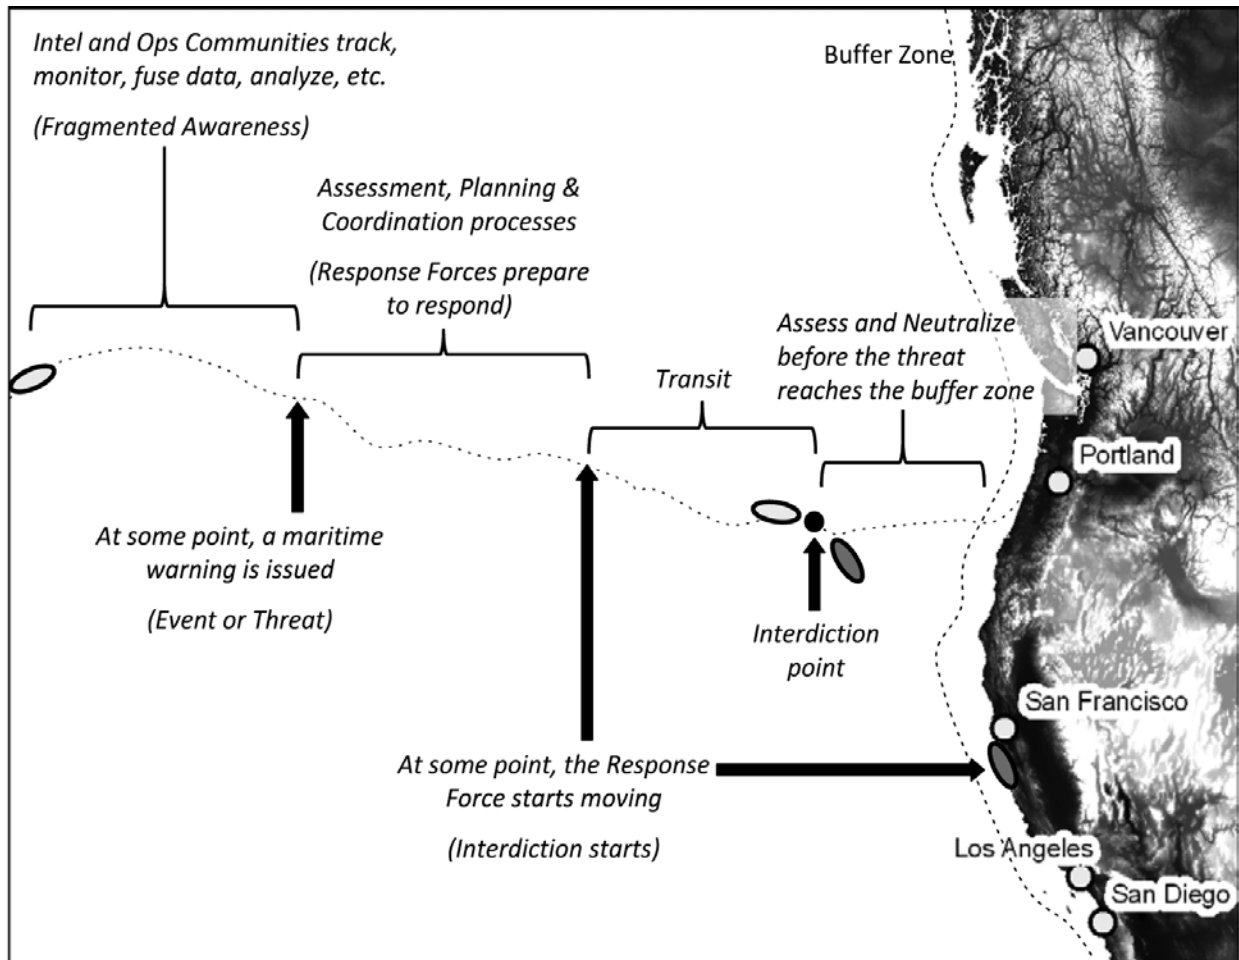 Intel and Ops Communities track,
monitor, fuse data, analyze, etc.
(Fragmented Awareness)
Buffer Zone
Assessment, Planning &
Coordination processes
(Response Forces prepare
to respond)
Assess and Neutralize
before the threat
reaches the buffer zone
Transit
Vancouver
Portland
At some point, a maritime
warning is issued
(Event or Threat)
Interdiction
point
San Francisco
At some point, the Response
Force starts moving
(Interdiction starts)
Los Angeles
San Diego